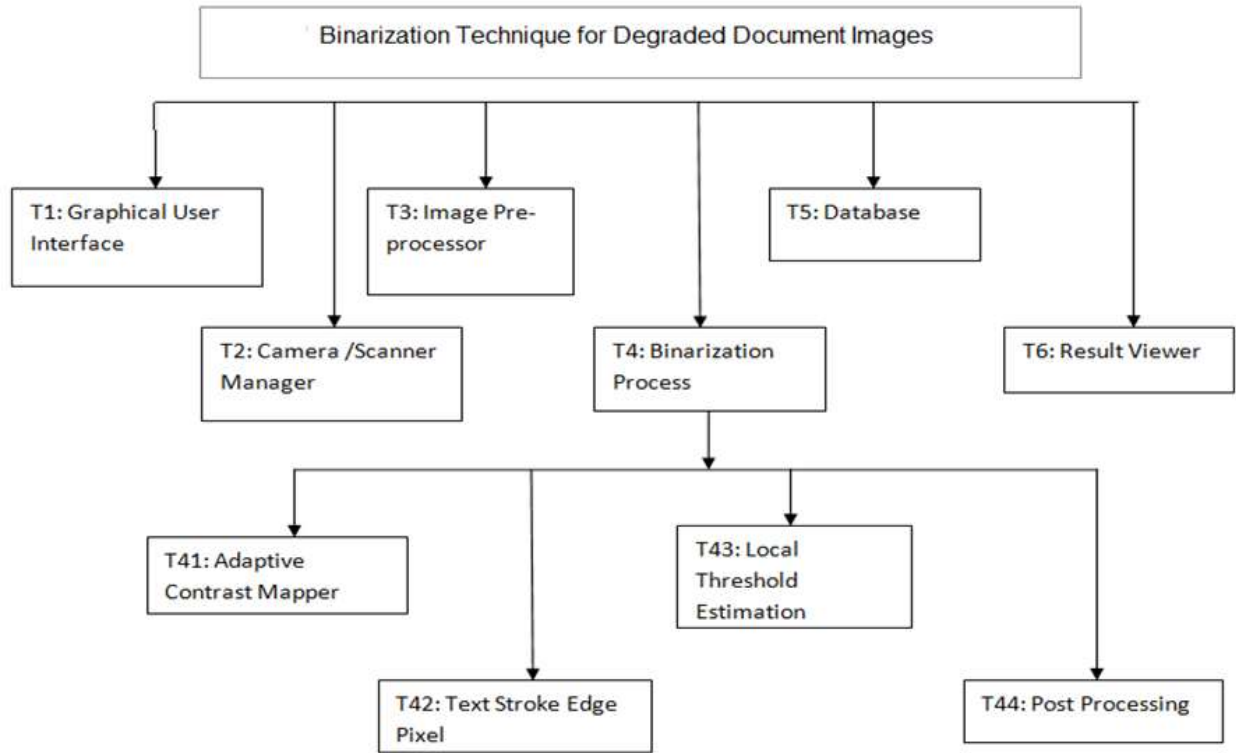 Binarization Technique for Degraded Document Images
T1: Graphical User
Interface
T3: Image Pre-
processor
T5: Database
T2: Camera /Scanner
Manager
T4: Binarization
Process
T6: Result Viewer
T41: Adaptive
Contrast Mapper
T43: Local
Threshold
Estimation
T42: Text Stroke Edge
Pixel
T44: Post Processing